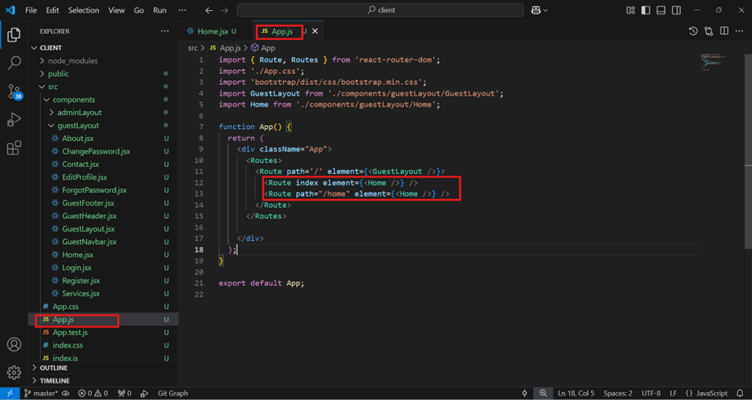 File Edit Selection View Go Run ... client
EXPLORER ...
CLIENT
node_modules
public
src
components
adminLayout
guestLayout
About.jsx U
ChangePassword.jsx U
Contact.jsx U
EditProfile.jsx U
ForgotPassword.jsx U
GuestFooter.jsx U
GuestHeader.jsx U
GuestLayout.jsx U
GuestNavbar.jsx U
Home.jsx U
Login.jsx U
Register.jsx U
Services.jsx U
# App.css U
JS App.js U
JS App.test.js U
# index.css U
JS index.js U
OUTLINE
TIMELINE
Home.jsx U JS App.js U
src > JS App.js > App
1 import { Route, Routes } from 'react-router-dom';
2 import './App.css';
3 import 'bootstrap/dist/css/bootstrap.min.css';
4 import GuestLayout from './components/guestLayout/GuestLayout';
5 import Home from './components/guestLayout/Home';
6
7 function App() {
8 return (
9 <div className="App">
10 <Routes>
11 <Route path='/' element={<GuestLayout />}>
12 <Route index element={<Home />} />
13 <Route path="/home" element={<Home />} />
14 </Route>
15 </Routes>
16
17 </div>
18 );
19 }
20
21 export default App;
22
master* 0 0 0 Git Graph Ln 18, Col 5 Spaces: 2 UTF-8 LF {} JavaScript